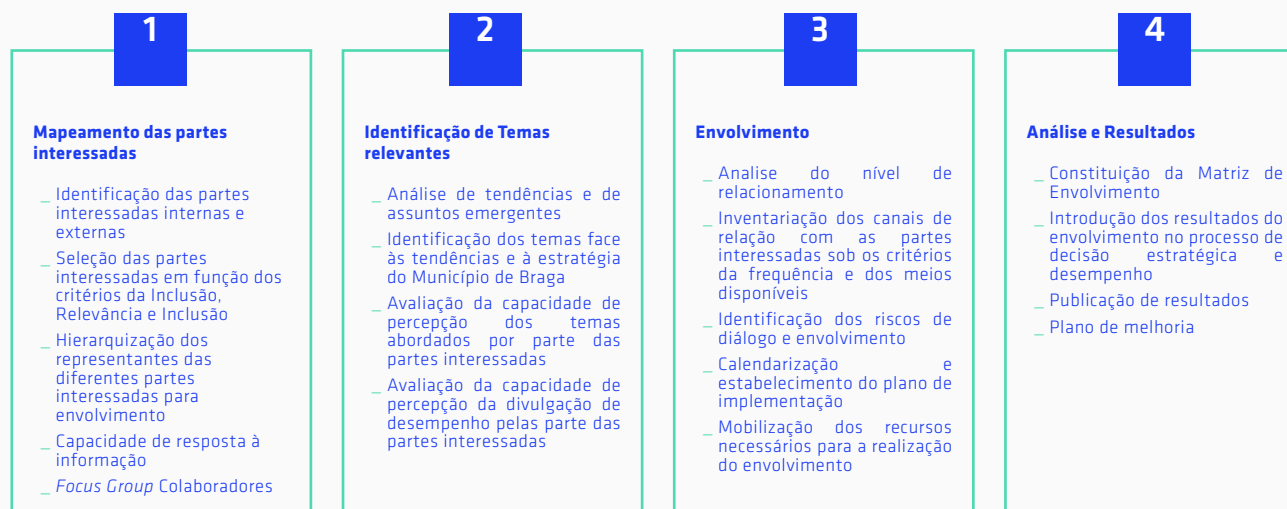 1
Mapeamento das partes
interessadas
_ Identificação das partes
interessadas internas e
externas
_ Seleção das partes
interessadas em função dos
critérios da Inclusão,
Relevância e Inclusão
_ Hierarquização dos
representantes das
diferentes partes
interessadas para
envolvimento
_ Capacidade de resposta à
informação
_ Focus Group Colaboradores
2
Identificação de Temas
relevantes
_ Análise de tendências e de
assuntos emergentes
_ Identificação dos temas face
às tendências e à estratégia
do Município de Braga
_ Avaliação da capacidade de
percepção dos temas
abordados por parte das
partes interessadas
_ Avaliação da capacidade de
percepção da divulgação de
desempenho pelas parte das
partes interessadas
3
Envolvimento
_ Analise do nível de
relacionamento
_ Inventariação dos canais de
relação com as partes
interessadas sob os critérios
da frequência e dos meios
disponíveis
_ Identificação dos riscos de
diálogo e envolvimento
_ Calendarização e
estabelecimento do plano de
implementação
_ Mobilização dos recursos
necessários para a realização
do envolvimento
4
Análise e Resultados
_ Constituição da Matriz de
Envolvimento
_ Introdução dos resultados do
envolvimento no processo de
decisão estratégica e
desempenho
_ Publicação de resultados
_ Plano de melhoria